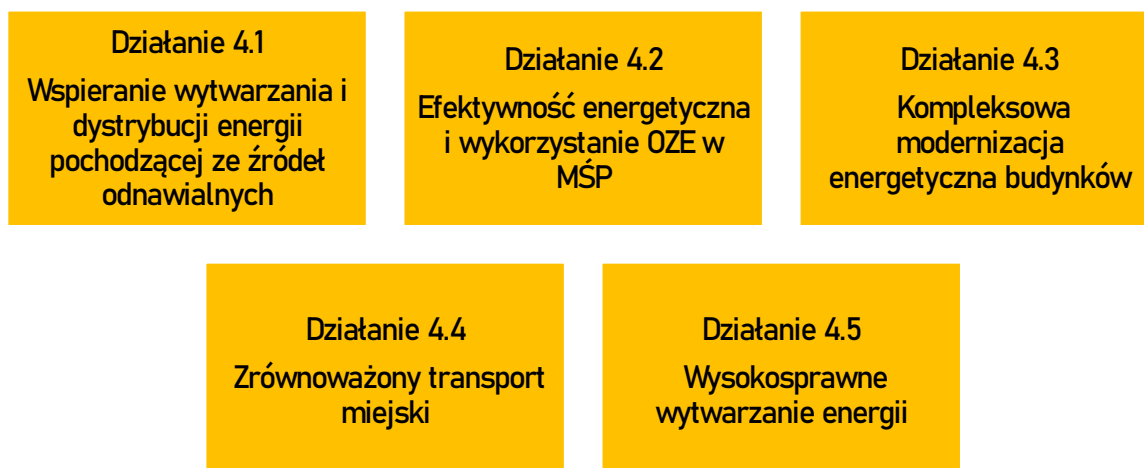 Działanie 4.1
Wspieranie wytwarzania i
dystrybucji energii
pochodzącej ze źródeł
odnawialnych
Działanie 4.2
Efektywność energetyczna
i wykorzystanie OZE w
MŚP
Działanie 4.3
Kompleksowa
modernizacja
energetyczna budynków
Działanie 4.4
Zrównoważony transport
miejski
Działanie 4.5
Wysokosprawne
wytwarzanie energii